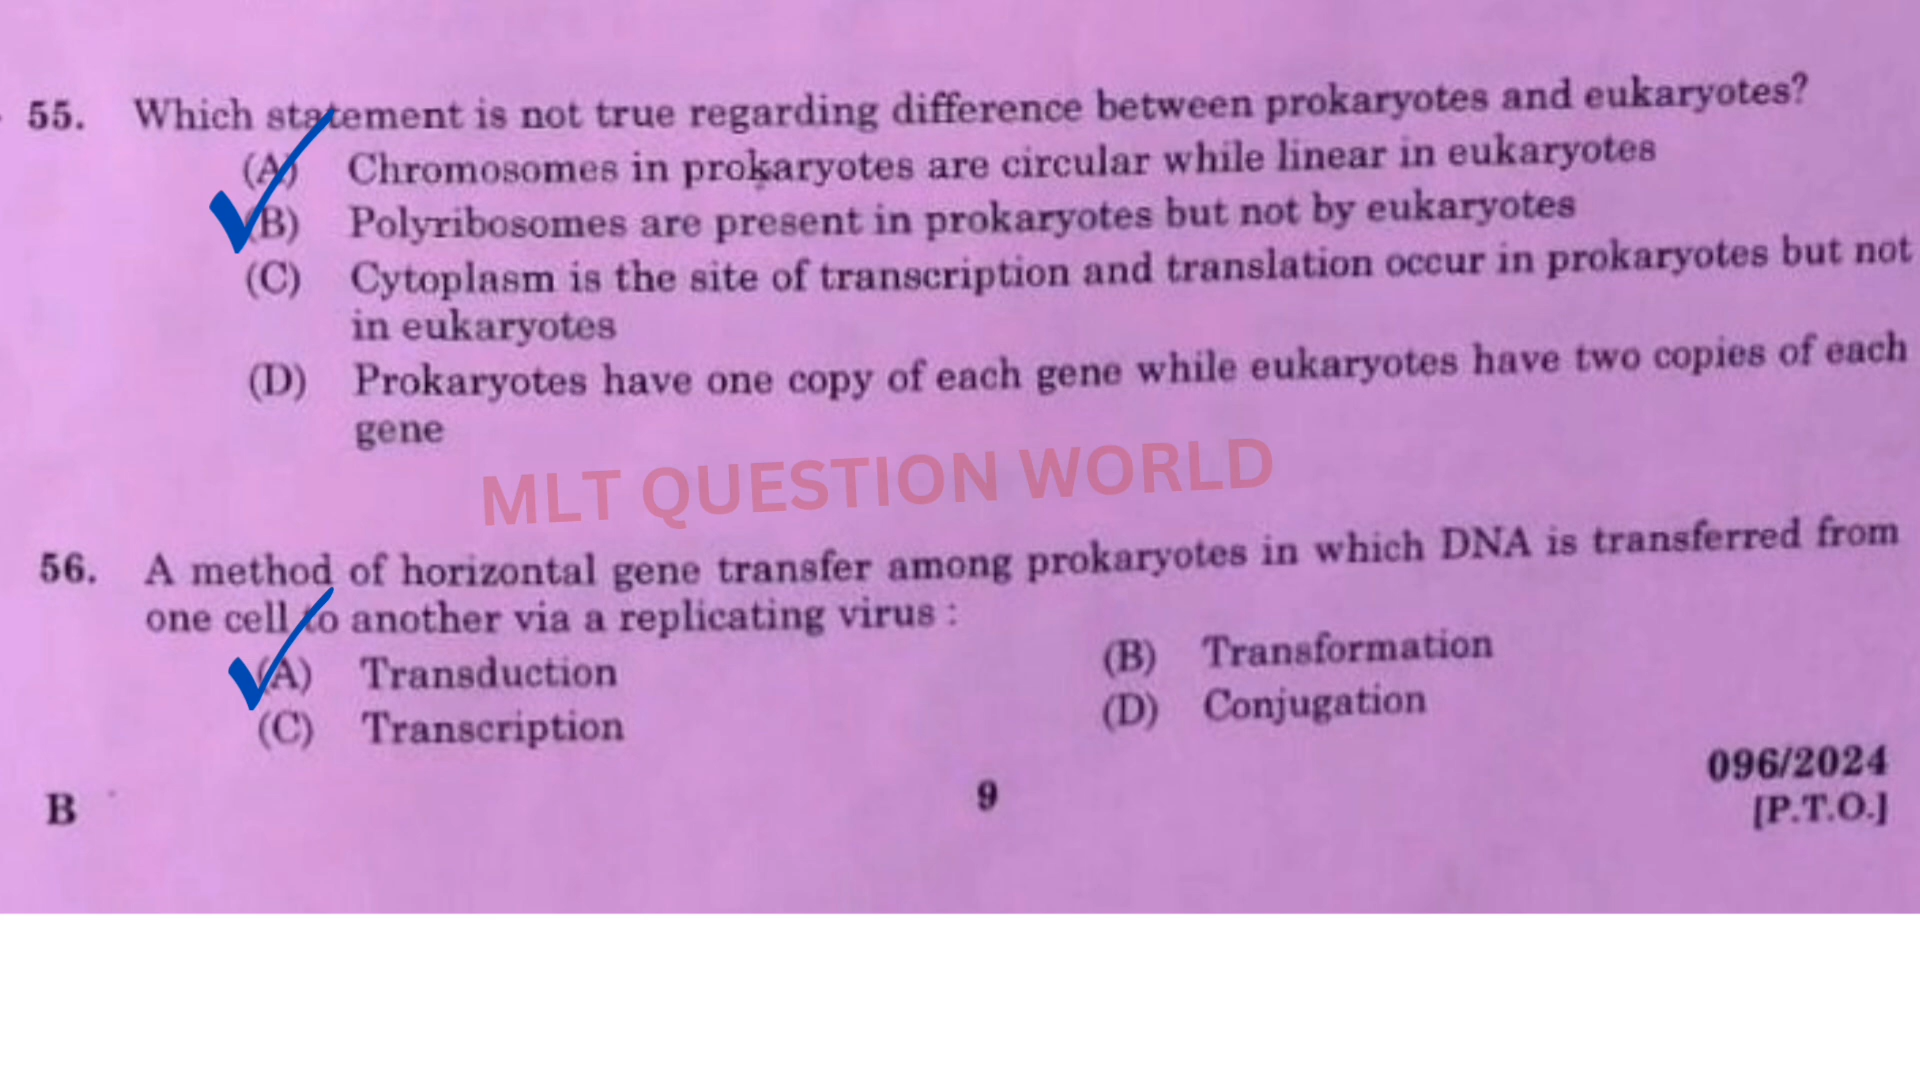 55. Which statement is not true regarding difference between prokaryotes and eukaryotes?
(A) Chromosomes in prokaryotes are circular while linear in eukaryotes
(B) Polyribosomes are present in prokaryotes but not by eukaryotes
(C) Cytoplasm is the site of transcription and translation occur in prokaryotes but not
in eukaryotes
(D) Prokaryotes have one copy of each gene while eukaryotes have two copies of each
gene
MLT QUESTION WORLD
56. A method of horizontal gene transfer among prokaryotes in which DNA is transferred from
one cell to another via a replicating virus :
(A) Transduction (B) Transformation
(C) Transcription (D) Conjugation
096/2024
B 9 [P.T.O.]